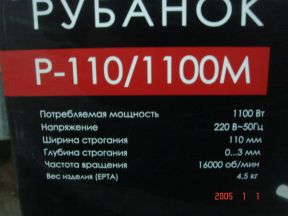 РУБАНОК
Р-110/1100М
Потребляемая мощность 1100 Вт
Напряжение 220 В~50Гц
Ширина строгания 110 мм
Глубина строгания 0...3 мм
Частота вращения 16000 об/мин
Вес изделия (ЕРТА) 4,5 кг
2005 1 1